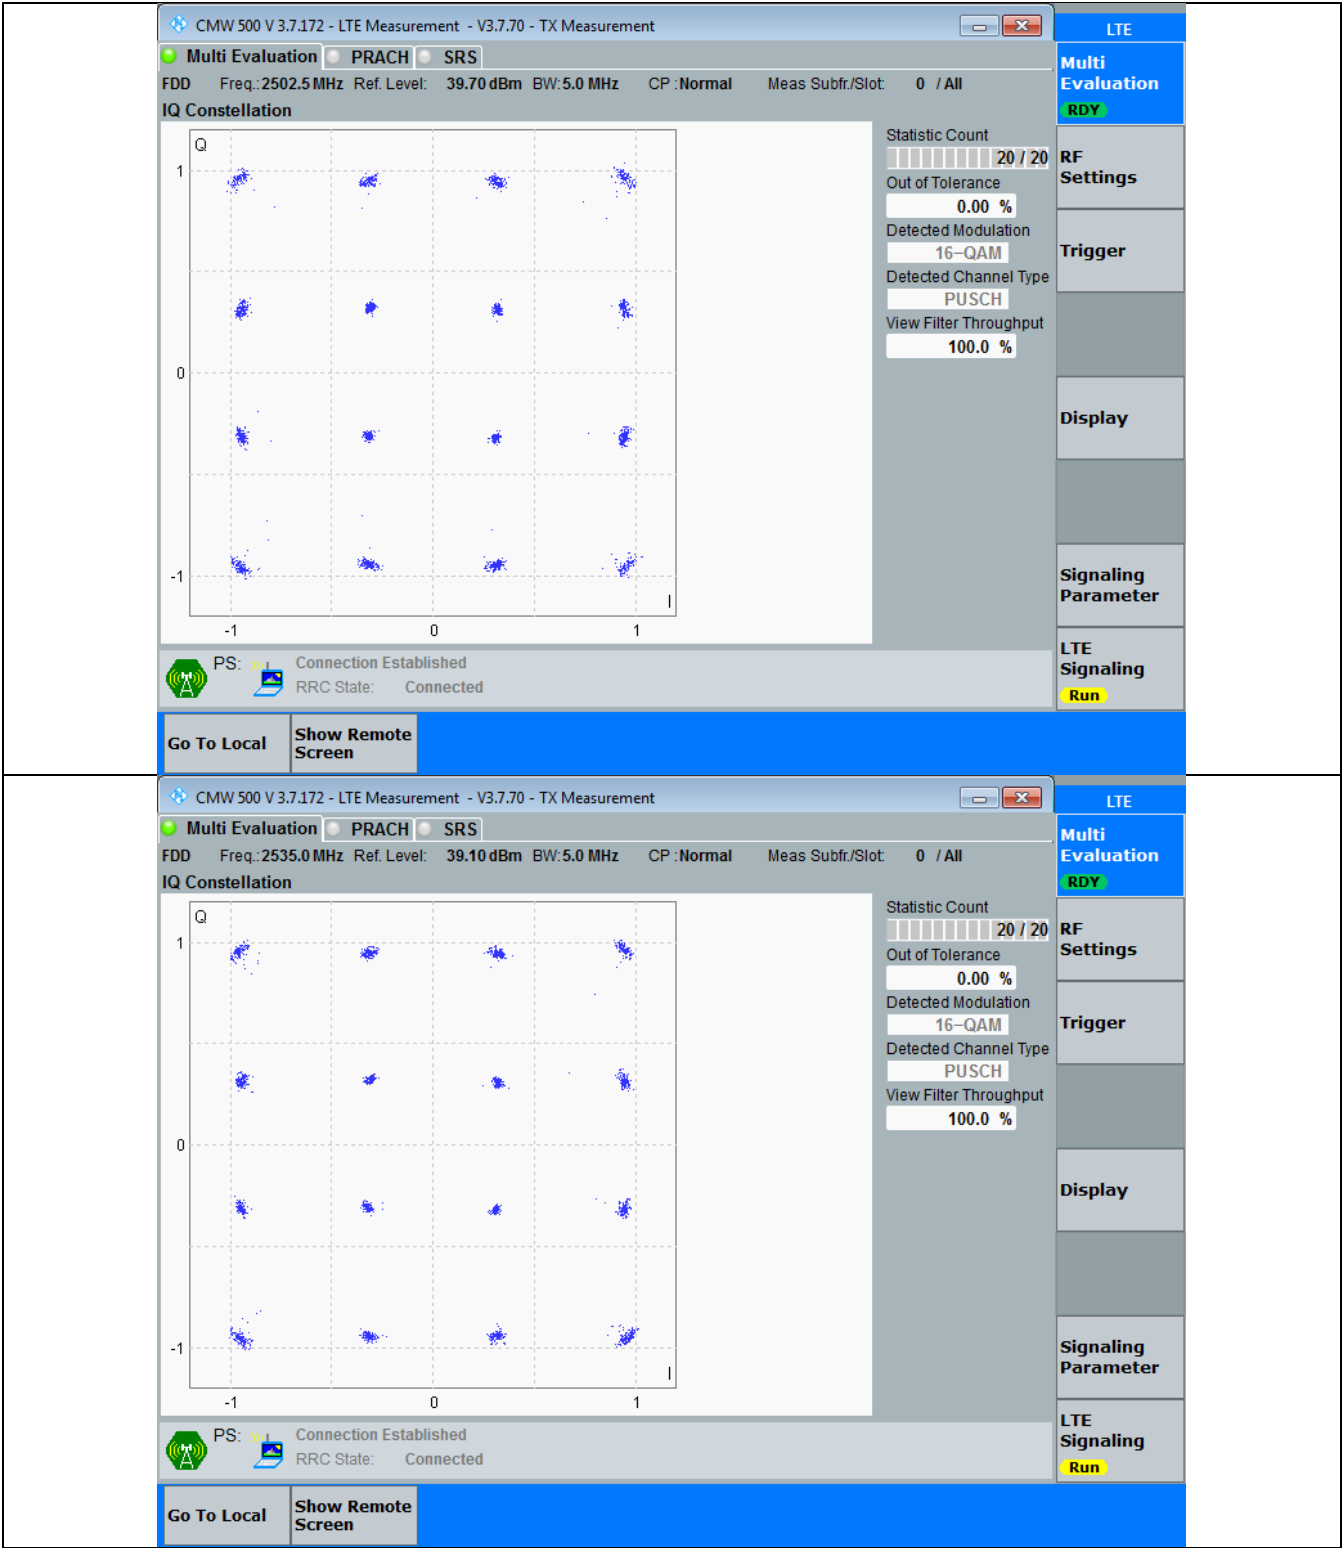 CMW 500 V 3.7.172 - LTE Measurement - V3.7.70 - TX Measurement
LTE
Multi Evaluation PRACH SRS
Multi
Evaluation
RDY
FDD Freq.: 2502.5 MHz Ref. Level: 39.70 dBm BW: 5.0 MHz CP : Normal Meas Subfr./Slot: 0 / All
IQ Constellation
Q
1
0
-1
I
-1 0 1
Statistic Count
20 / 20
Out of Tolerance
0.00 %
Detected Modulation
16-QAM
Detected Channel Type
PUSCH
View Filter Throughput
100.0 %
RF
Settings
Trigger
Display
Signaling
Parameter
LTE
Signaling
Run
PS: Connection Established
RRC State: Connected
Go To Local
Show Remote
Screen
CMW 500 V 3.7.172 - LTE Measurement - V3.7.70 - TX Measurement
LTE
Multi Evaluation PRACH SRS
Multi
Evaluation
RDY
FDD Freq.: 2535.0 MHz Ref. Level: 39.10 dBm BW: 5.0 MHz CP : Normal Meas Subfr./Slot: 0 / All
IQ Constellation
Q
1
0
-1
I
-1 0 1
Statistic Count
20 / 20
Out of Tolerance
0.00 %
Detected Modulation
16-QAM
Detected Channel Type
PUSCH
View Filter Throughput
100.0 %
RF
Settings
Trigger
Display
Signaling
Parameter
LTE
Signaling
Run
PS: Connection Established
RRC State: Connected
Go To Local
Show Remote
Screen